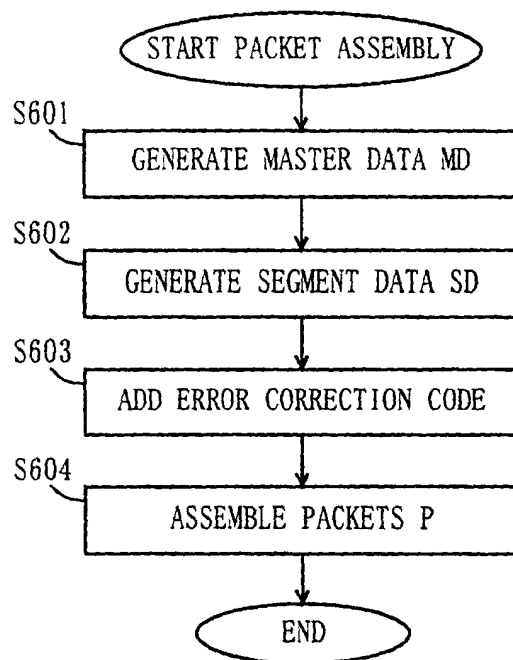 START PACKET ASSEMBLY
S601
GENERATE MASTER DATA MD
S602
GENERATE SEGMENT DATA SD
S603
ADD ERROR CORRECTION CODE
S604
ASSEMBLE PACKETS P
END